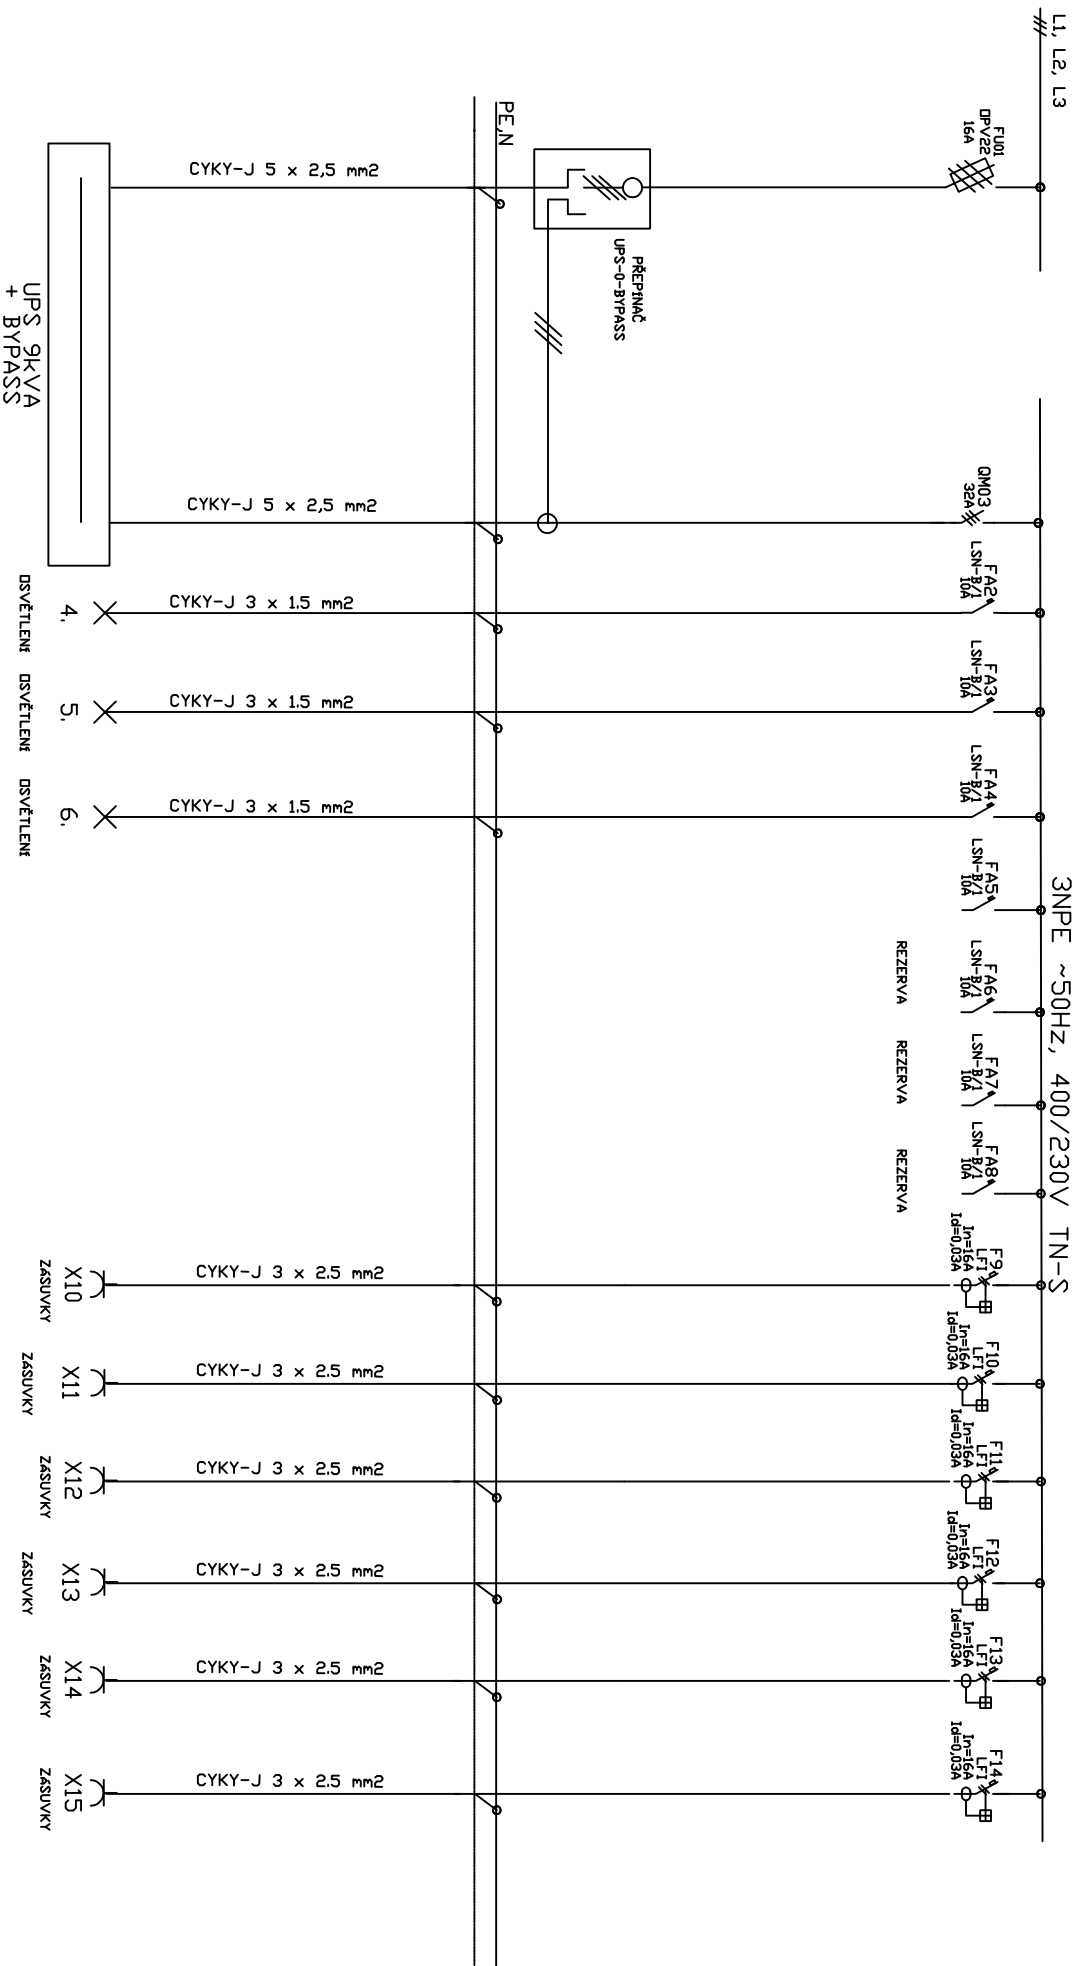 L1, L2, L3
FU01
OPV22
16A
PE,N
CYKY-J 5 x 2,5 mm2
PŘEPÍNAČ
UPS-0-BYPASS
UPS 9kVA
+ BYPASS
QM03
32A
CYKY-J 5 x 2,5 mm2
FA2
LSN-B/1
10A
CYKY-J 3 x 1.5 mm2
4.
OSVĚTLENÍ
FA3
LSN-B/1
10A
CYKY-J 3 x 1.5 mm2
5.
OSVĚTLENÍ
FA4
LSN-B/1
10A
CYKY-J 3 x 1.5 mm2
6.
OSVĚTLENÍ
3NPE ~50Hz, 400/230V TN-S
FA5
LSN-B/1
10A
FA6
LSN-B/1
10A
REZERVA
FA7
LSN-B/1
10A
REZERVA
FA8
LSN-B/1
10A
REZERVA
F9
LFI
In=16A
Id=0,03A
CYKY-J 3 x 2.5 mm2
X10
ZÁSUVKY
F10
LFI
In=16A
Id=0,03A
CYKY-J 3 x 2.5 mm2
X11
ZÁSUVKY
F11
LFI
In=16A
Id=0,03A
CYKY-J 3 x 2.5 mm2
X12
ZÁSUVKY
F12
LFI
In=16A
Id=0,03A
CYKY-J 3 x 2.5 mm2
X13
ZÁSUVKY
F13
LFI
In=16A
Id=0,03A
CYKY-J 3 x 2.5 mm2
X14
ZÁSUVKY
F14
LFI
In=16A
Id=0,03A
CYKY-J 3 x 2.5 mm2
X15
ZÁSUVKY